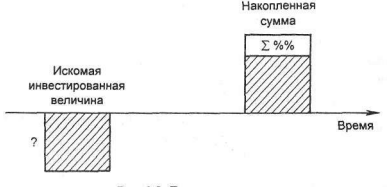 Накопленная
сумма
∑ %%
Искомая
инвестированная
величина
Время
?